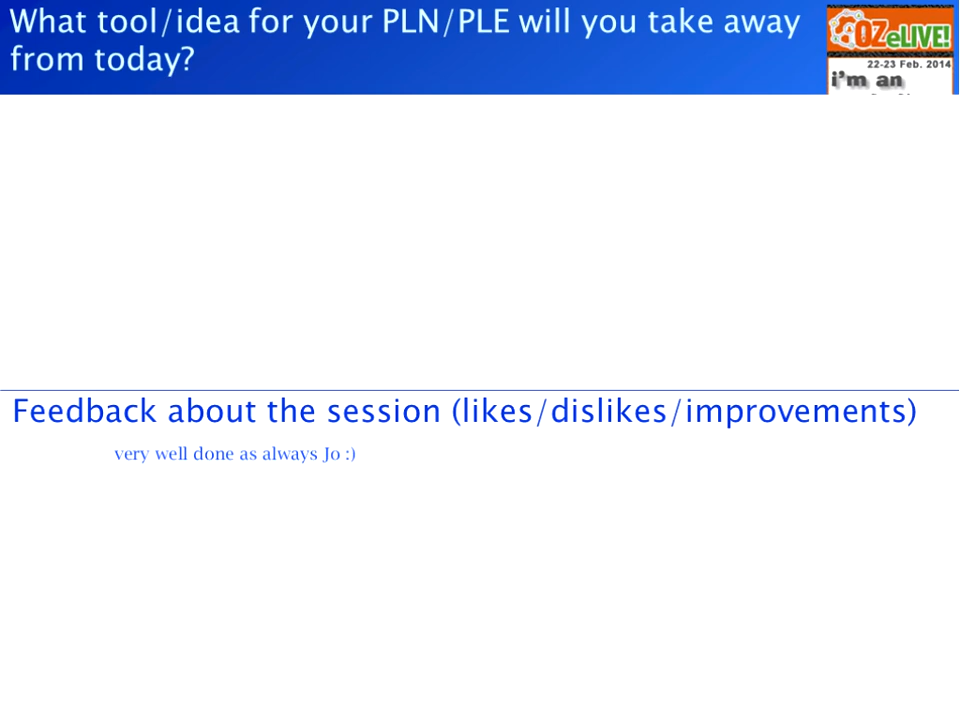 What tool/idea for your PLN/PLE will you take away
from today?
OZeLIVE!
22-23 Feb. 2014
i'm an
Feedback about the session (likes/dislikes/improvements)
very well done as always Jo :)